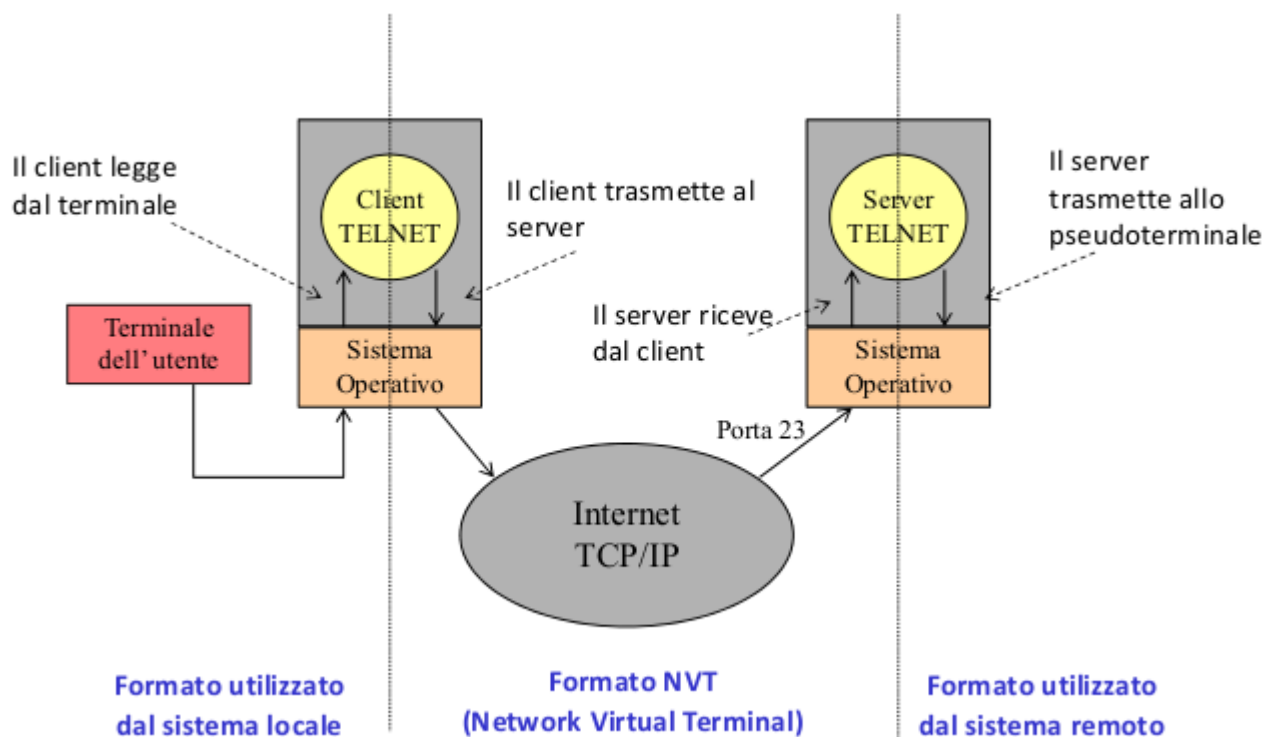 Il client legge
dal terminale
Client
TELNET
Il client trasmette al
server
Server
TELNET
Il server
trasmette allo
pseudoterminale
Terminale
dell'utente
Sistema
Operativo
Il server riceve
dal client
Sistema
Operativo
Porta 23
Internet
TCP/IP
Formato utilizzato
dal sistema locale
Formato NVT
(Network Virtual Terminal)
Formato utilizzato
dal sistema remoto